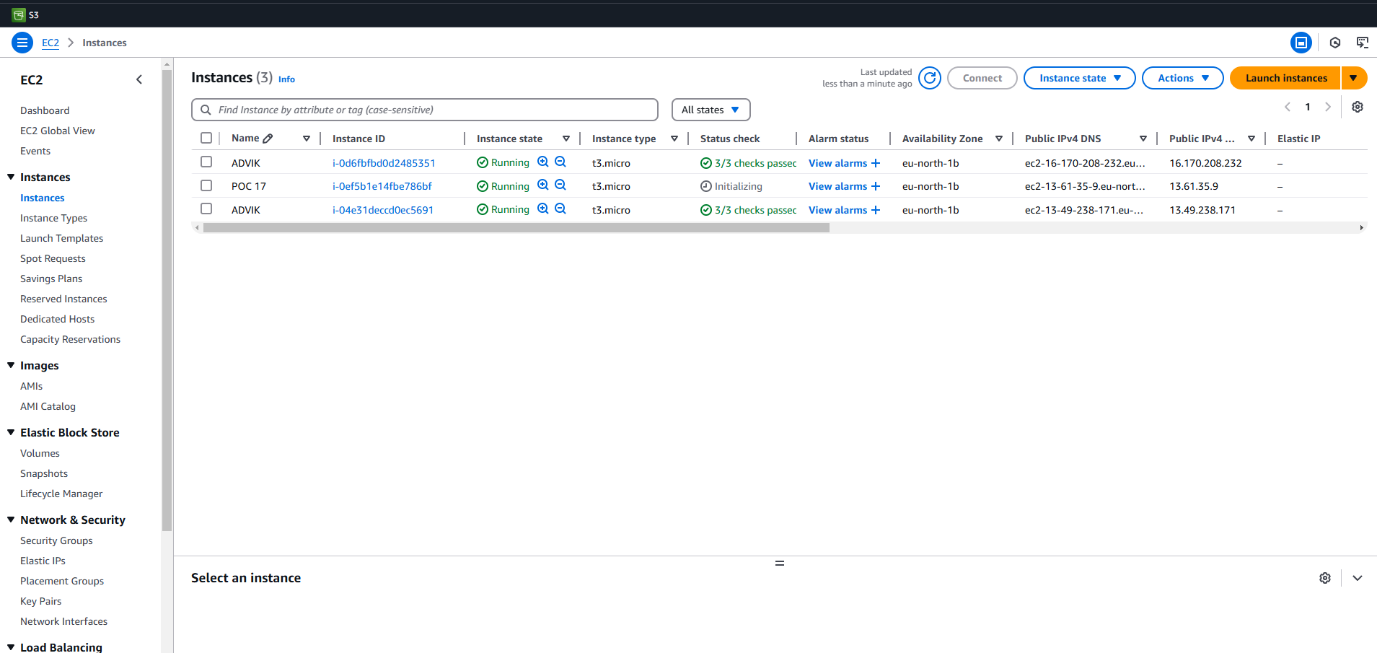 S3
EC2 Instances
EC2
Dashboard
EC2 Global View
Events
Instances
Instances
Instance Types
Launch Templates
Spot Requests
Savings Plans
Reserved Instances
Dedicated Hosts
Capacity Reservations
Images
AMIs
AMI Catalog
Elastic Block Store
Volumes
Snapshots
Lifecycle Manager
Network & Security
Security Groups
Elastic IPs
Placement Groups
Key Pairs
Network Interfaces
Load Balancing
Instances (3) Info
Last updated
less than a minute ago
Connect Instance state Actions Launch instances
Find Instance by attribute or tag (case-sensitive) All states 1
Name Instance ID Instance state Instance type Status check Alarm status Availability Zone Public IPv4 DNS Public IPv4 ... Elastic IP
ADVIK i-0d6fbfbd0d2485351 Running t3.micro 3/3 checks passec View alarms + eu-north-1b ec2-16-170-208-232.eu... 16.170.208.232 –
POC 17 i-0ef5b1e14fbe786bf Running t3.micro Initializing View alarms + eu-north-1b ec2-13-61-35-9.eu-nort... 13.61.35.9 –
ADVIK i-04e31deccd0ec5691 Running t3.micro 3/3 checks passec View alarms + eu-north-1b ec2-13-49-238-171.eu-... 13.49.238.171 –
Select an instance